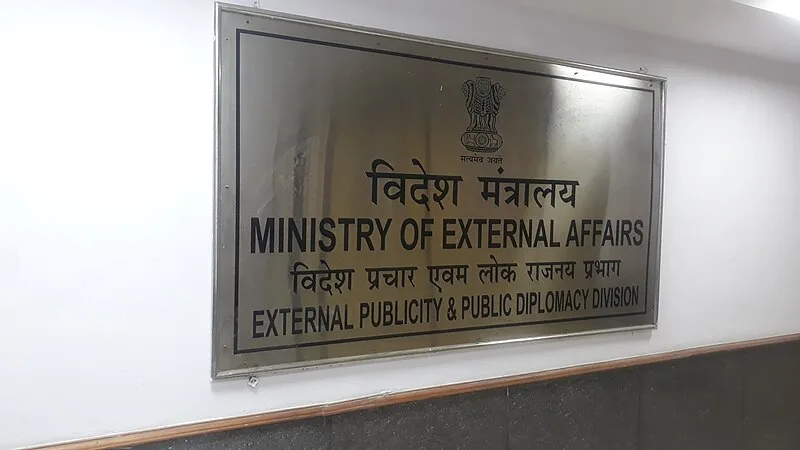 सत्यमेव जयते
विदेश मंत्रालय
MINISTRY OF EXTERNAL AFFAIRS
विदेश प्रचार एवम लोक राजनय प्रभाग
EXTERNAL PUBLICITY & PUBLIC DIPLOMACY DIVISION